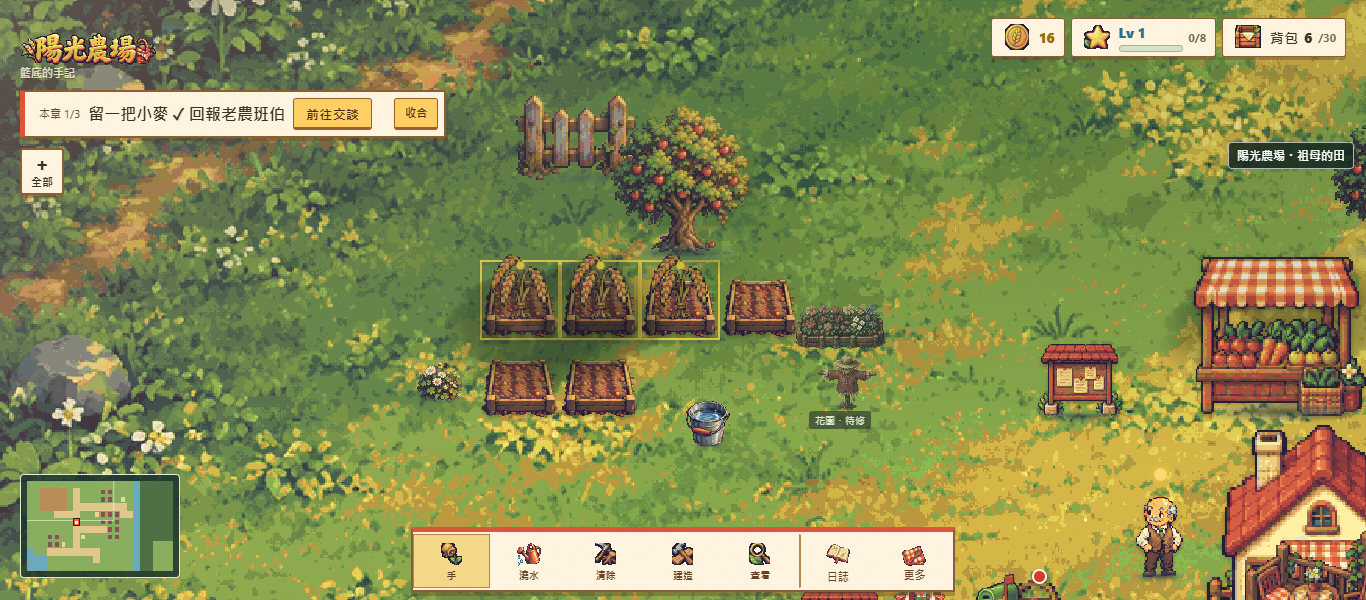 陽光農場
籃底的手記
16
Lv 1
0/8
背包 6 /30
本章 1/3 留一把小麥 ✓ 回報老農班伯
前往交談
收合
+
全部
陽光農場・祖母的田
花圃・待修
手
澆水
清除
建造
查看
日誌
更多